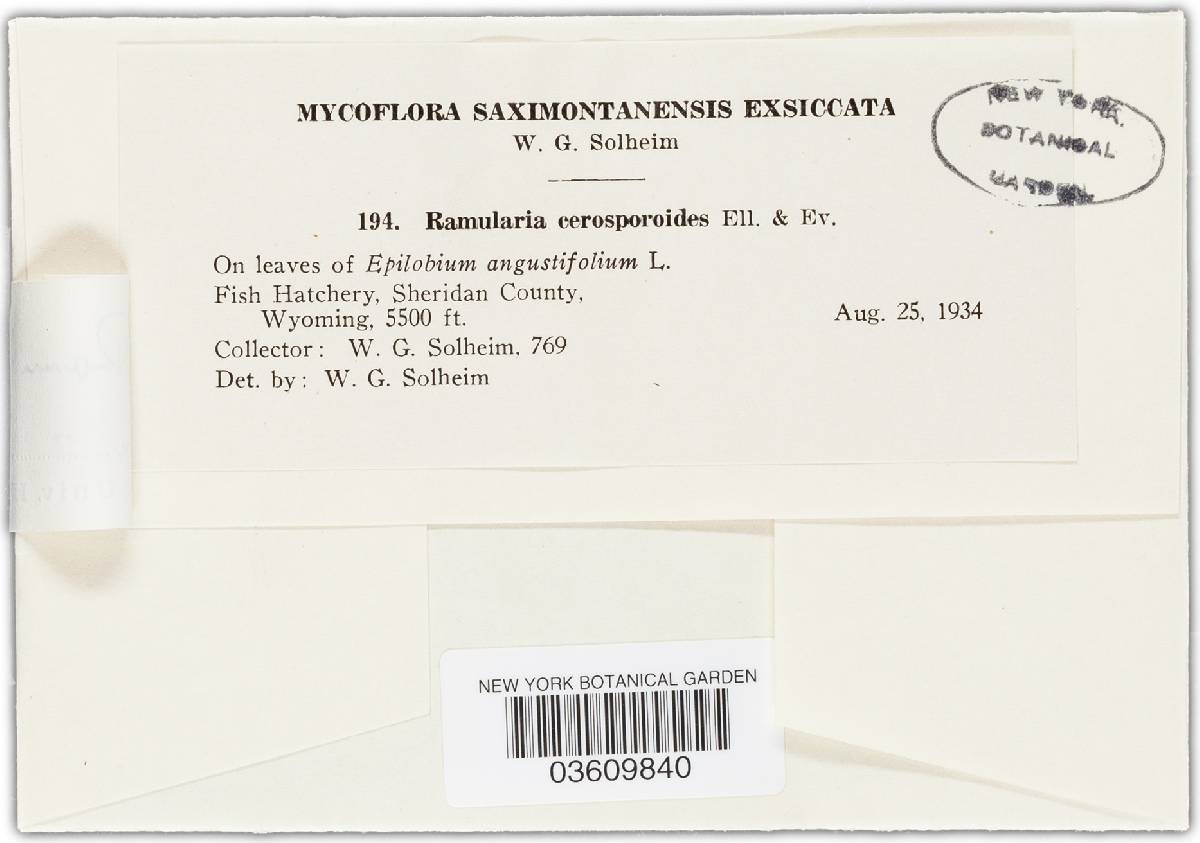 MYCOFLORA SAXIMONTANENSIS EXSICCATA
W. G. Solheim
NEW YORK
BOTANICAL
GARDEN
194. Ramularia cerosporoides Ell. & Ev.
On leaves of Epilobium angustifolium L.
Fish Hatchery, Sheridan County,
Wyoming, 5500 ft.
Aug. 25, 1934
Collector: W. G. Solheim, 769
Det. by: W. G. Solheim
NEW YORK BOTANICAL GARDEN
03609840